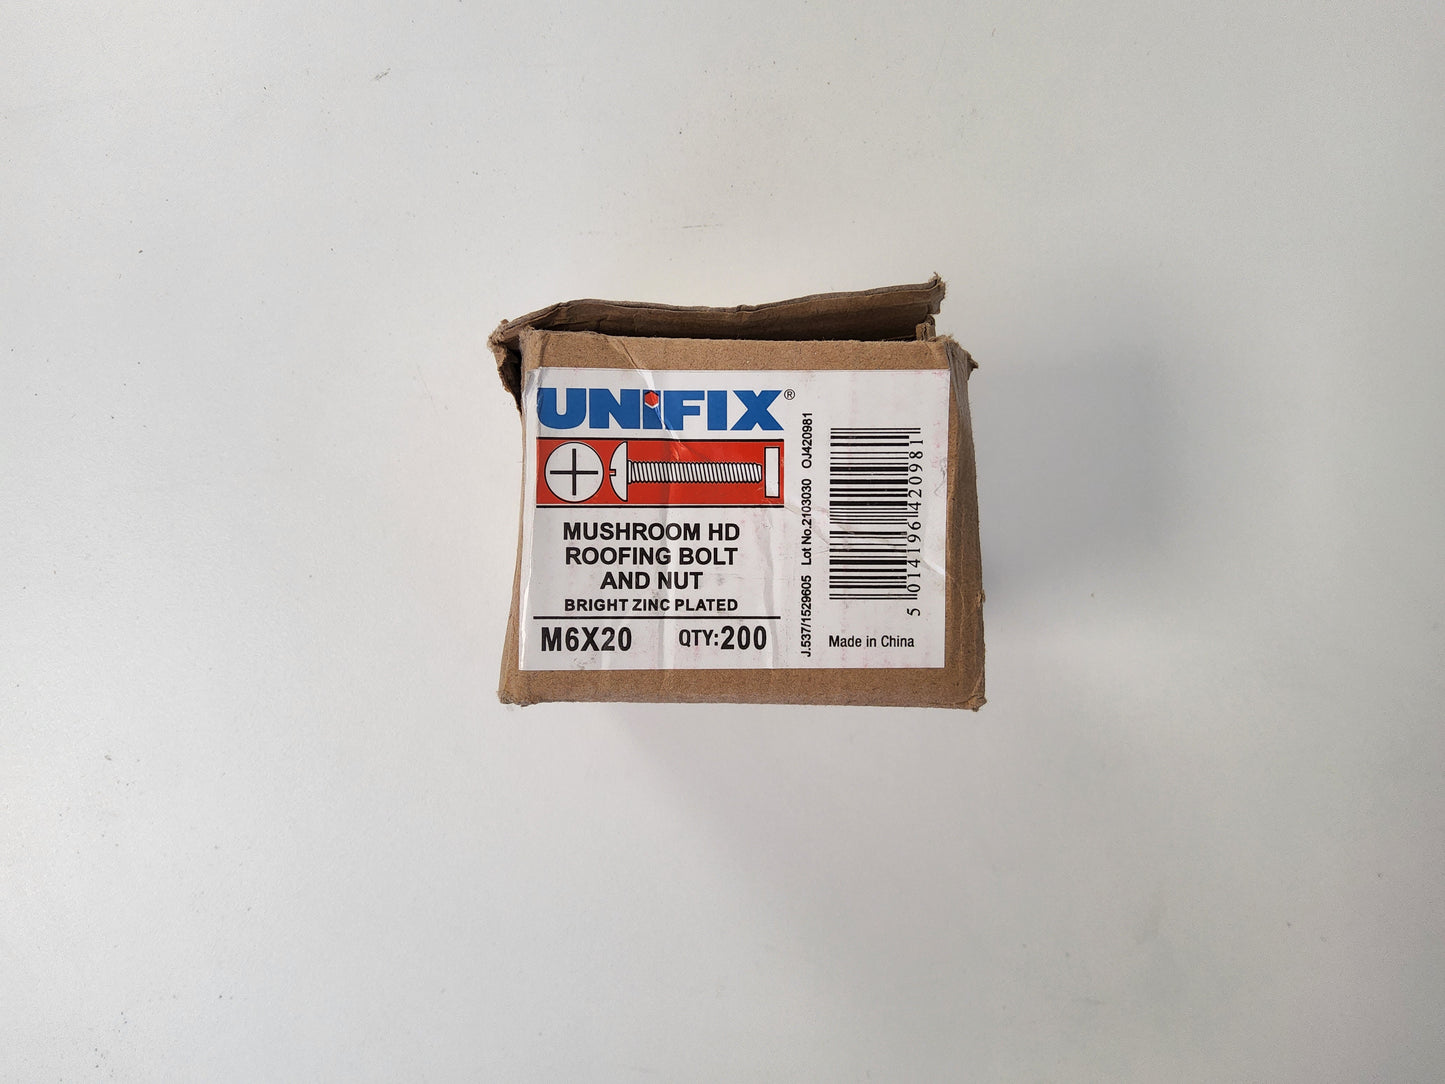 UNIFIX®
MUSHROOM HD
ROOFING BOLT
AND NUT
BRIGHT ZINC PLATED
M6X20 QTY:200
J.537/1529605 Lot No.2103030 OJ420981
5 014196 420981
Made in China